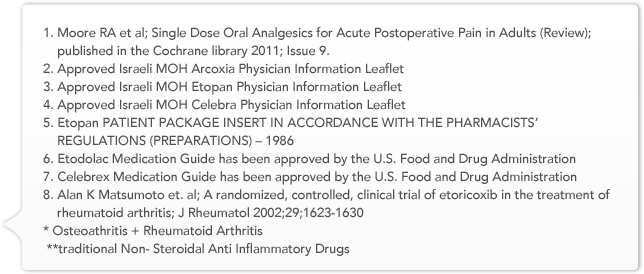 1. Moore RA et al; Single Dose Oral Analgesics for Acute Postoperative Pain in Adults (Review);
published in the Cochrane library 2011; Issue 9.
2. Approved Israeli MOH Arcoxia Physician Information Leaflet
3. Approved Israeli MOH Etopan Physician Information Leaflet
4. Approved Israeli MOH Celebra Physician Information Leaflet
5. Etopan PATIENT PACKAGE INSERT IN ACCORDANCE WITH THE PHARMACISTS'
REGULATIONS (PREPARATIONS) – 1986
6. Etodolac Medication Guide has been approved by the U.S. Food and Drug Administration
7. Celebrex Medication Guide has been approved by the U.S. Food and Drug Administration
8. Alan K Matsumoto et. al; A randomized, controlled, clinical trial of etoricoxib in the treatment of
rheumatoid arthritis; J Rheumatol 2002;29;1623-1630
* Osteoathritis + Rheumatoid Arthritis
**traditional Non- Steroidal Anti Inflammatory Drugs